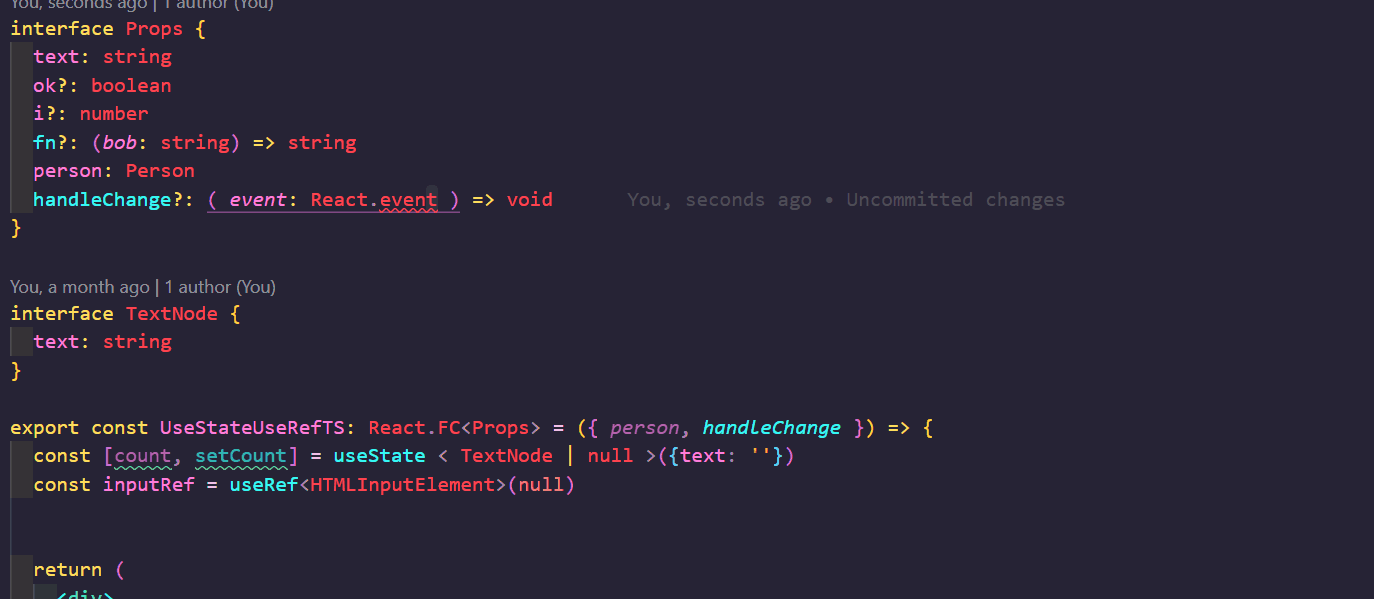 You, seconds ago | 1 author (You)
interface Props {
text: string
ok?: boolean
i?: number
fn?: (bob: string) => string
person: Person
handleChange?: ( event: React.event ) => void You, seconds ago • Uncommitted changes
}
You, a month ago | 1 author (You)
interface TextNode {
text: string
}
export const UseStateUseRefTS: React.FC<Props> = ({ person, handleChange }) => {
const [count, setCount] = useState < TextNode | null >({text: ''})
const inputRef = useRef<HTMLInputElement>(null)
return (
<div>